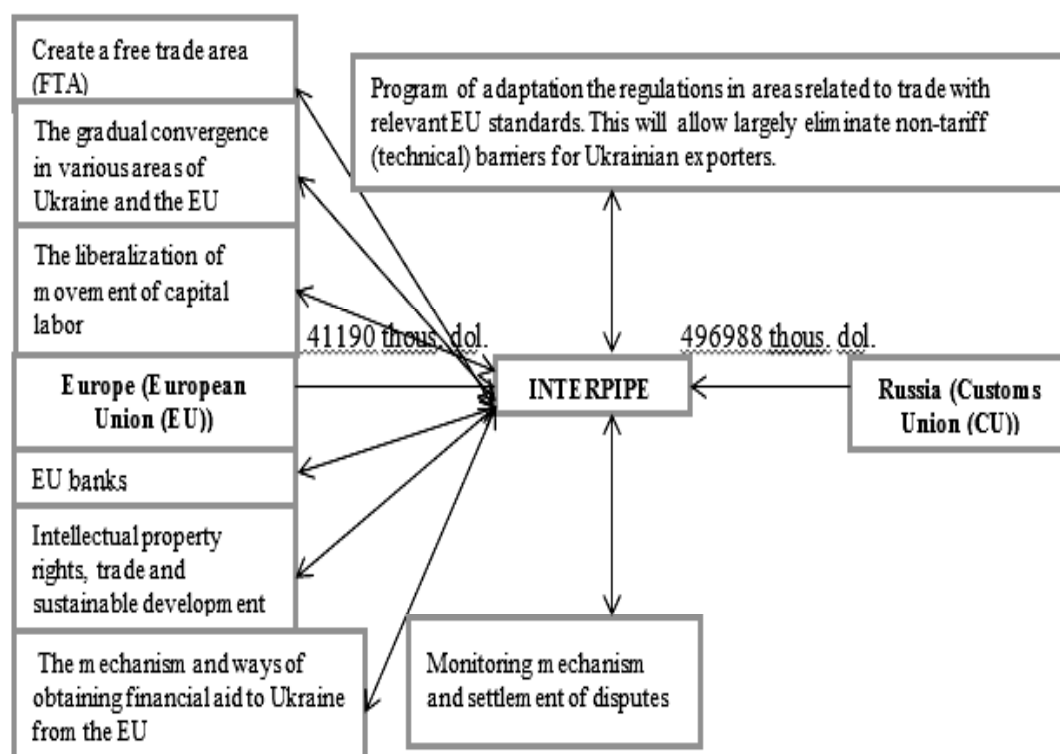 Create a free trade area
(FTA)
Program of adaptation the regulations in areas related to trade with
relevant EU standards. This will allow largely eliminate non-tariff
(technical) barriers for Ukrainian exporters.
The gradual convergence
in various areas of
Ukraine and the EU
The liberalization of
movement of capital
labor
41190 thous. dol.
496988 thous. dol.
Europe (European
Union (EU))
INTERPIPE
Russia (Customs
Union (CU))
EU banks
Intellectual property
rights, trade and
sustainable development
The mechanism and ways of
obtaining financial aid to Ukraine
from the EU
Monitoring mechanism
and settlement of disputes